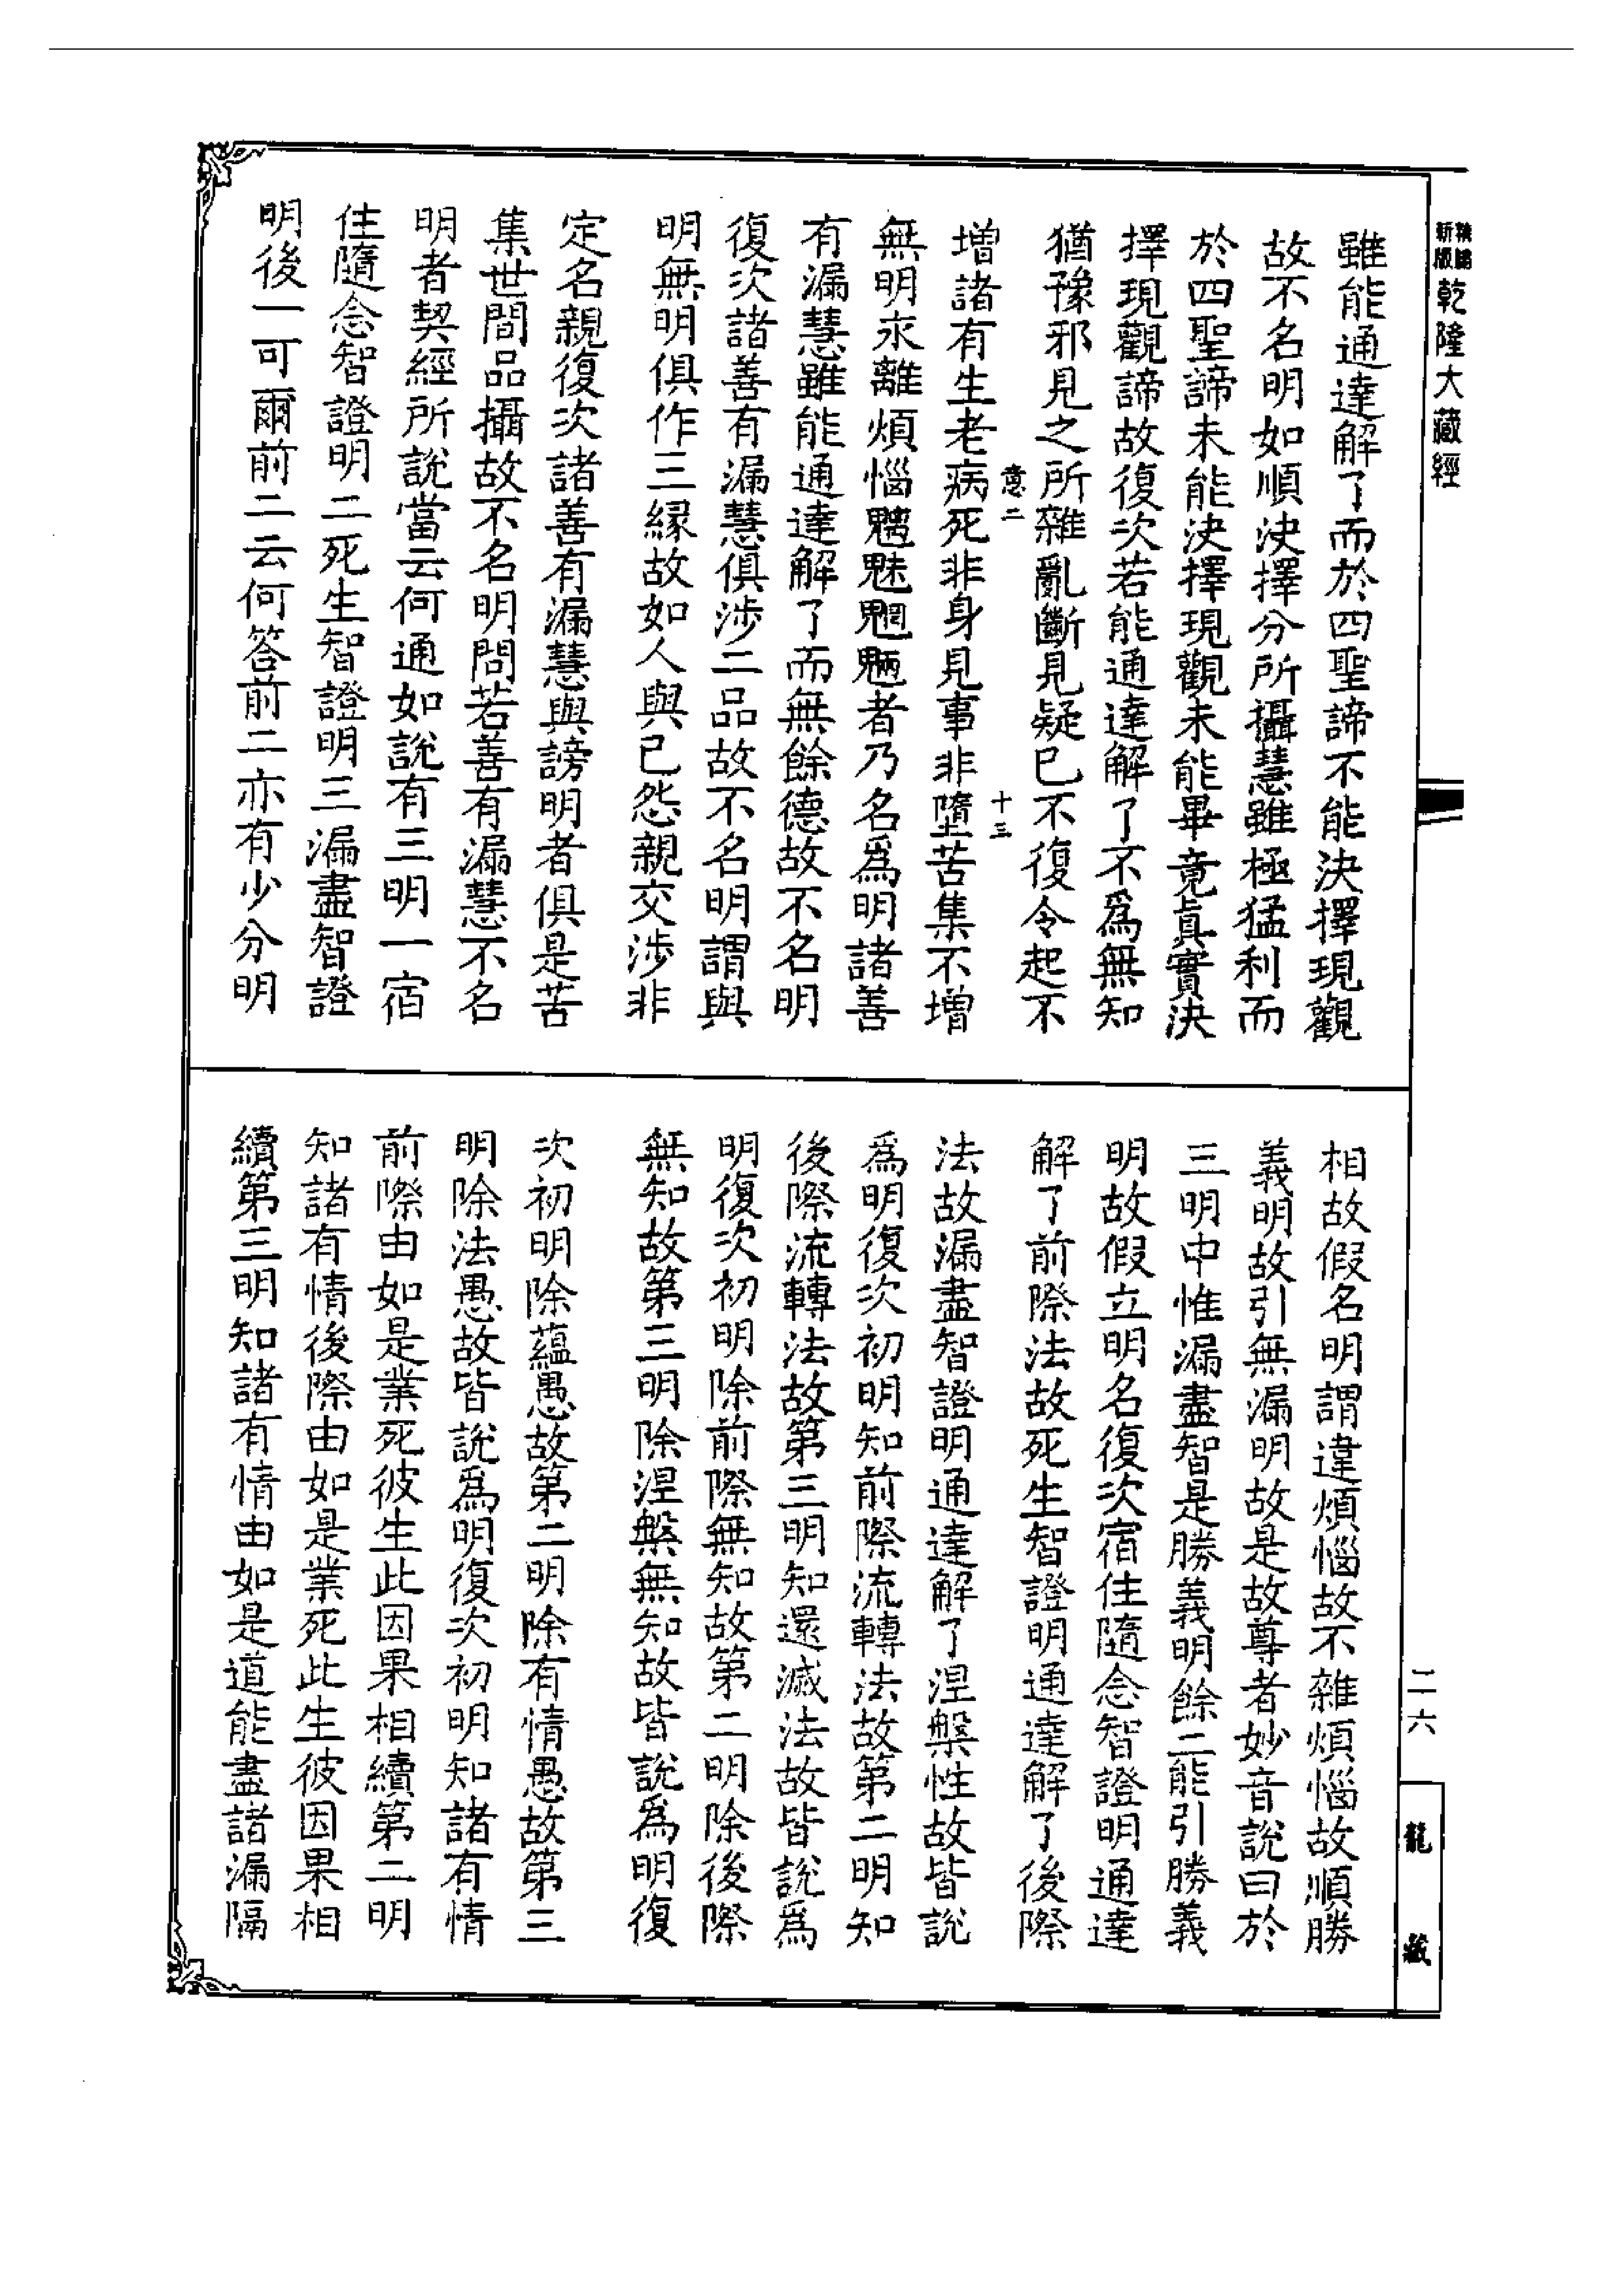 新版
精縮
乾隆大藏經
雖能通達解了而於四聖諦不能決擇現觀
故不名明如順決擇分所攝慧雖極猛利而
於四聖諦未能決擇現觀未能畢竟真實決
擇現觀諦故復次若能通達解了不爲無知
猶豫邪見之所雜亂斷見疑已不復令起不
意二
十三
增諸有生老病死非身見事非墮苦集不增
無明永離煩惱魑魅魍魎者乃名爲明諸善
有漏慧雖能通達解了而無餘德故不名明
復次諸善有漏慧俱涉二品故不名明謂與
明無明俱作三縁故如人與已怨親交涉非
定名親復次諸善有漏慧與謗明者俱是苦
集世間品攝故不名明問若善有漏慧不名
明者契經所說當云何通如說有三明一宿
住隨念智證明二死生智證明三漏盡智證
明後一可爾前二云何答前二亦有少分明
相故假名明謂違煩惱故不雜煩惱故順勝
義明故引無漏明故是故尊者妙音說曰於
三明中惟漏盡智是勝義明餘二能引勝義
明故假立明名復次宿住隨念智證明通達
解了前際法故死生智證明通達解了後際
法故漏盡智證明通達解了涅槃性故皆說
爲明復次初明知前際流轉法故第二明知
後際流轉法故第三明知還滅法故皆說爲
明復次初明除前際無知故第二明除後際
無知故第三明除涅槃無知故皆說爲明復
次初明除蘊愚故第二明除有情愚故第三
明除法愚故皆說爲明復次初明知諸有情
前際由如是業死彼生此因果相續第二明
知諸有情後際由如是業死此生彼因果相
續第三明知諸有情由如是道能盡諸漏隔
二六
龍藏